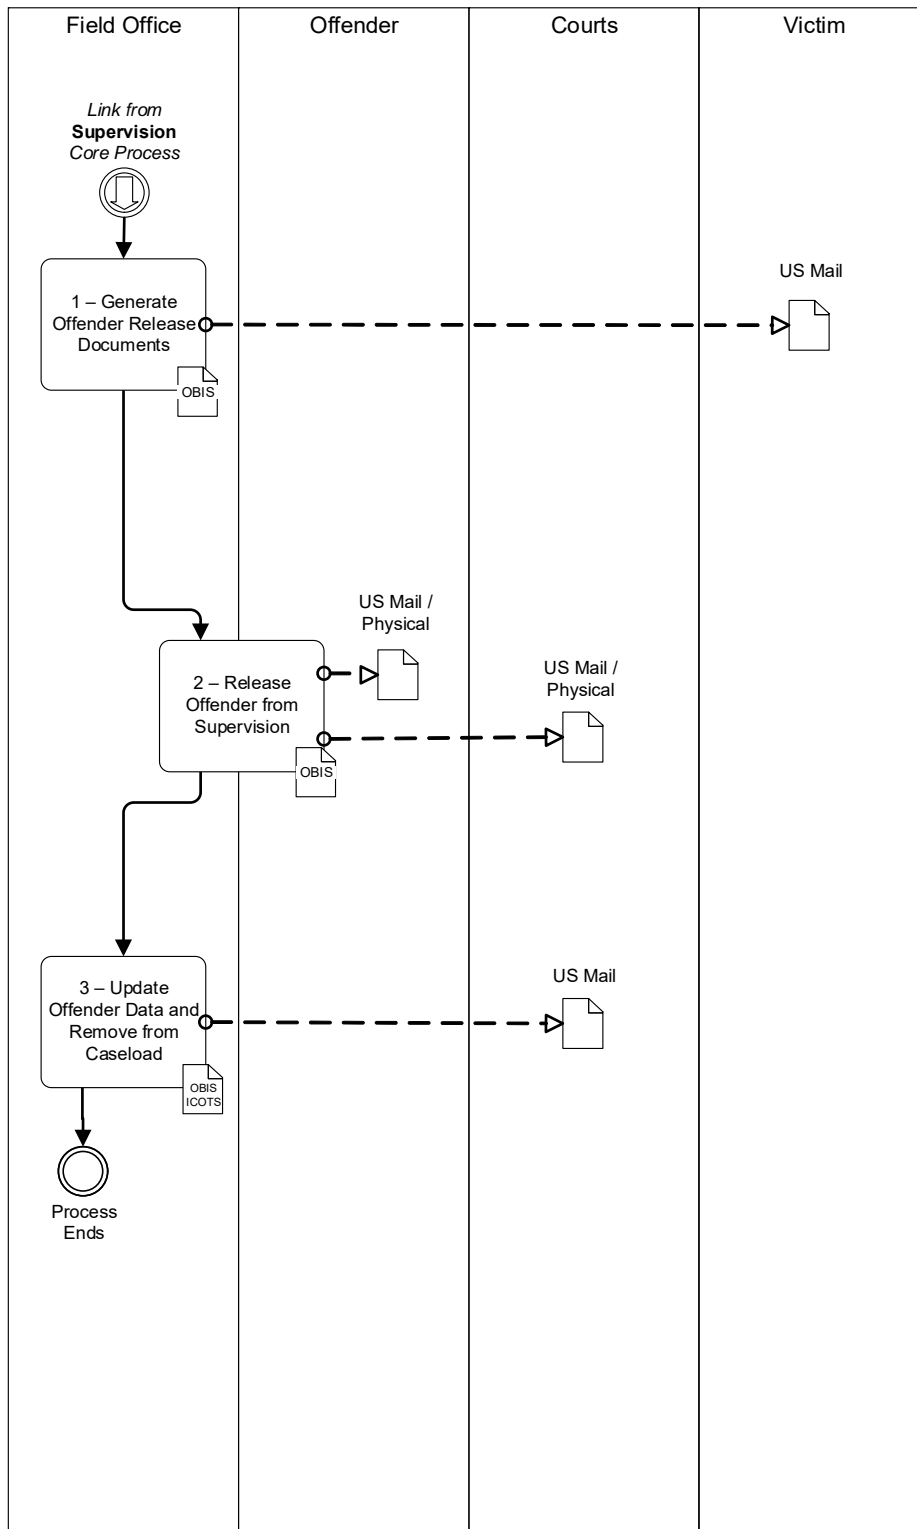 Field Office
Offender
Courts
Victim
Link from
Supervision
Core Process
US Mail
1 – Generate
Offender Release
Documents
OBIS
US Mail /
Physical
US Mail /
Physical
2 – Release
Offender from
Supervision
OBIS
US Mail
3 – Update
Offender Data and
Remove from
Caseload
OBIS
ICOTS
Process
Ends